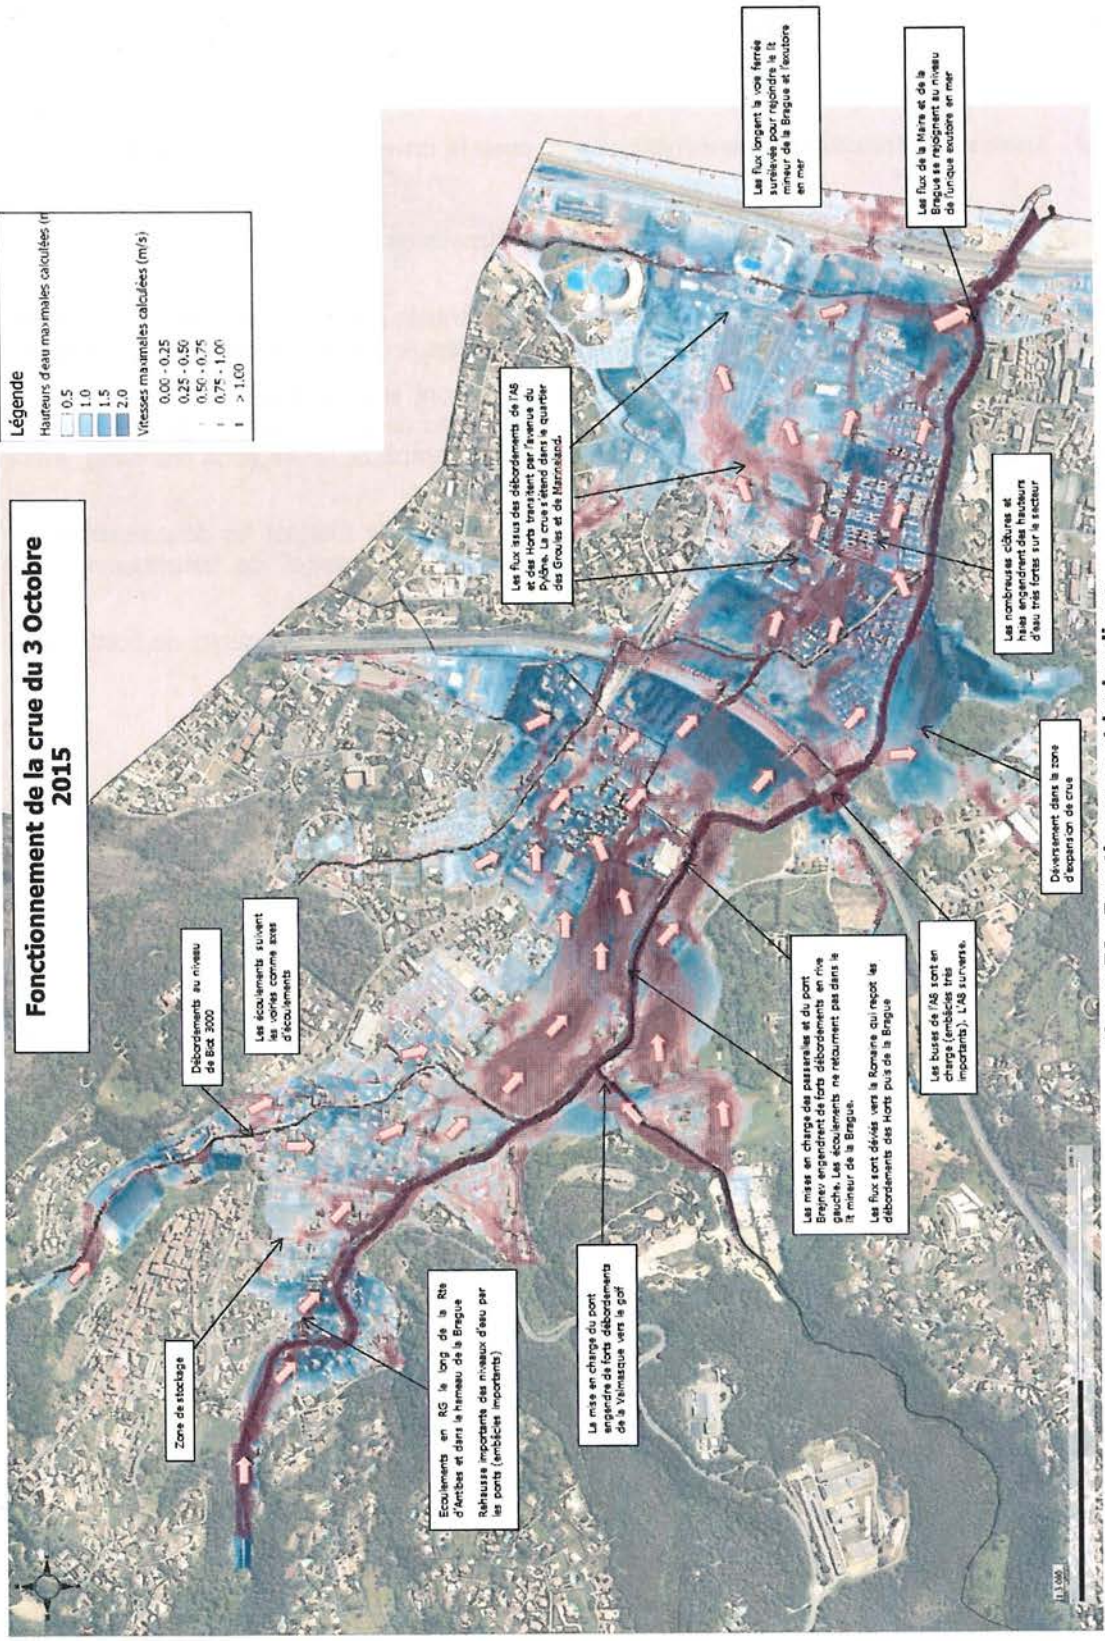 Fonctionnement de la crue du 3 Octobre
2015
Légende
Hauteurs d'eau maximales calculées (m
0.5
1.0
1.5
2.0
Vitesses maximales calculées (m/s)
0.00 - 0.25
0.25 - 0.50
0.50 - 0.75
0.75 - 1.00
> 1.00
Zone de stockage
Débordements au niveau
de Biot 3000
Les écoulements suivent
les voiries comme axes
d'écoulements
Les flux issus des débordements de l'A8
et des Horts transitent par l'avenue du
Pylône. La crue s'étend dans le quartier
des Groules et de Marineland.
Les flux longent la voie ferrée
surélevée pour rejoindre le lit
mineur de la Brague et l'exutoire
en mer
Les flux de la Maire et de la
Brague se rejoignent au niveau
de l'unique exutoire en mer
Ecoulements en RG le long de la Rte
d'Antibes et dans le hameau de la Brague
Rehausse importante des niveaux d'eau par
les ponts (embâcles importants)
La mise en charge du pont
engendre de forts débordements
de la Valmasque vers le golf
Les mises en charge des passerelles et du pont
Brejnev engendrent de forts débordements en rive
gauche. Les écoulements ne retournent pas dans le
lit mineur de la Brague.
Les flux sont déviés vers la Romaine qui reçoit les
débordements des Horts puis de la Brague
Les buses de l'A8 sont en
charge (embâcles très
importants). L'A8 surverse.
Déversement dans la zone
d'expansion de crue
Les nombreuses clôtures et
haies engendrent des hauteurs
d'eau très fortes sur le secteur